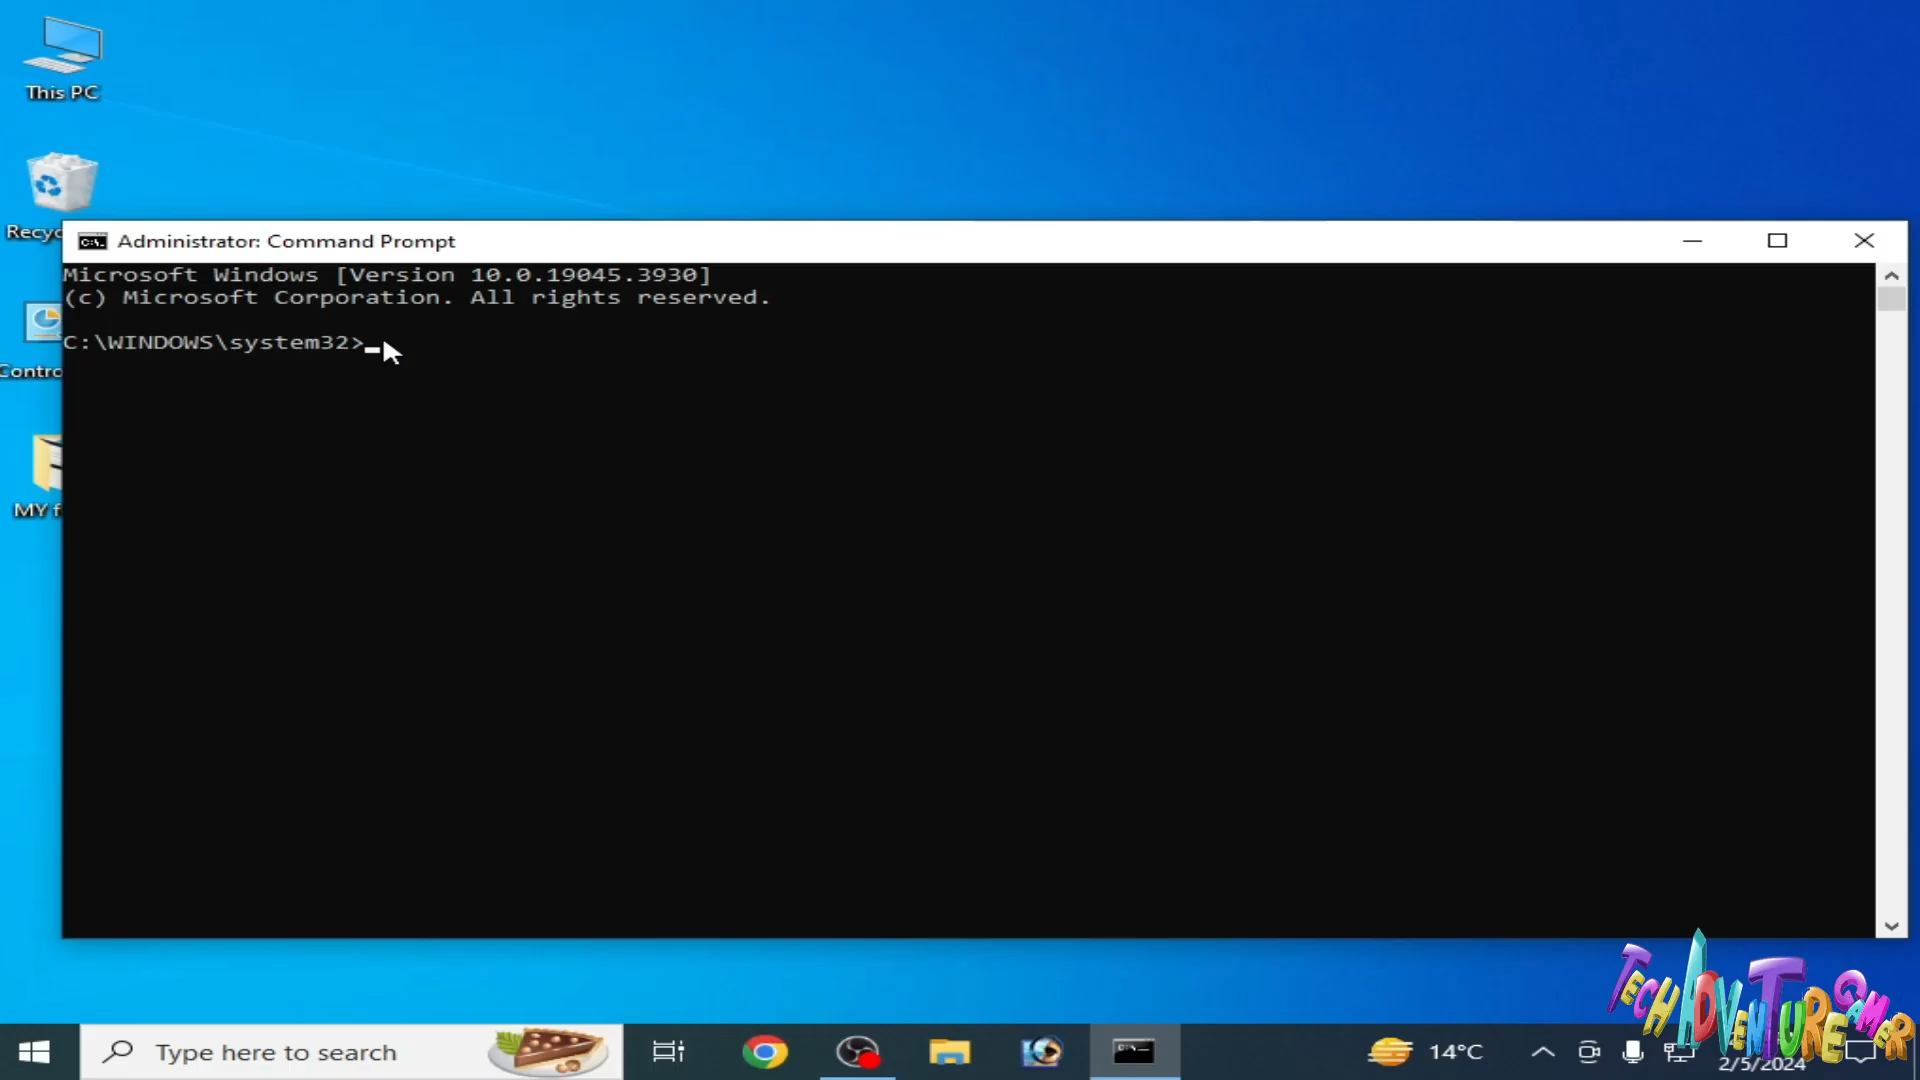 This PC
Recyc
Contro
MY f
Administrator: Command Prompt
Microsoft Windows [Version 10.0.19045.3930]
(c) Microsoft Corporation. All rights reserved.
C:\WINDOWS\system32>
Type here to search
14°C
2/5/2024
TECH ADVENTURE GAMER